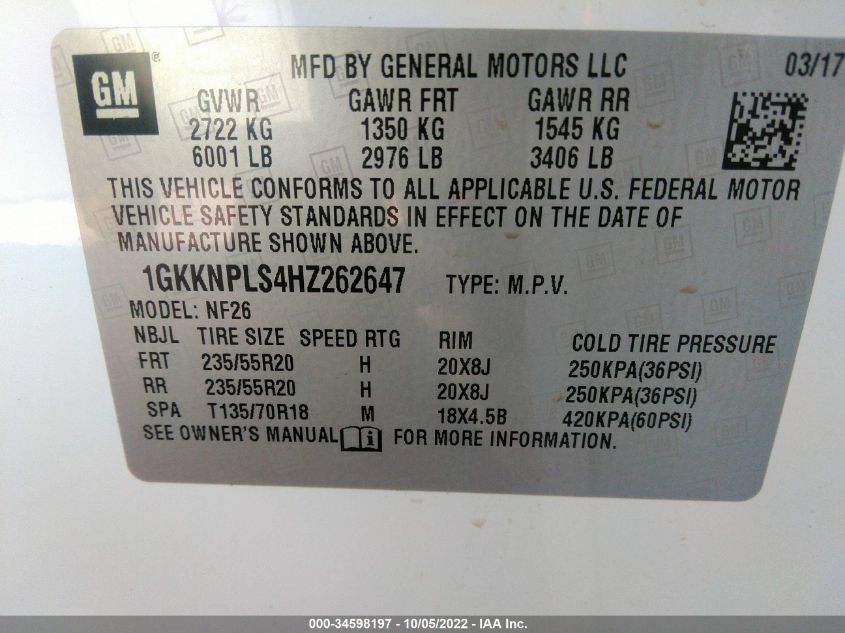 GM
®
MFD BY GENERAL MOTORS LLC 03/17
GVWR GAWR FRT GAWR RR
2722 KG 1350 KG 1545 KG
6001 LB 2976 LB 3406 LB
THIS VEHICLE CONFORMS TO ALL APPLICABLE U.S. FEDERAL MOTOR
VEHICLE SAFETY STANDARDS IN EFFECT ON THE DATE OF
MANUFACTURE SHOWN ABOVE.
1GKKNPLS4HZ262647 TYPE: M.P.V.
MODEL: NF26
NBJL TIRE SIZE SPEED RTG RIM COLD TIRE PRESSURE
FRT 235/55R20 H 20X8J 250KPA(36PSI)
RR 235/55R20 H 20X8J 250KPA(36PSI)
SPA T135/70R18 M 18X4.5B 420KPA(60PSI)
SEE OWNER'S MANUAL FOR MORE INFORMATION.
000-34598197 - 10/05/2022 - IAA Inc.